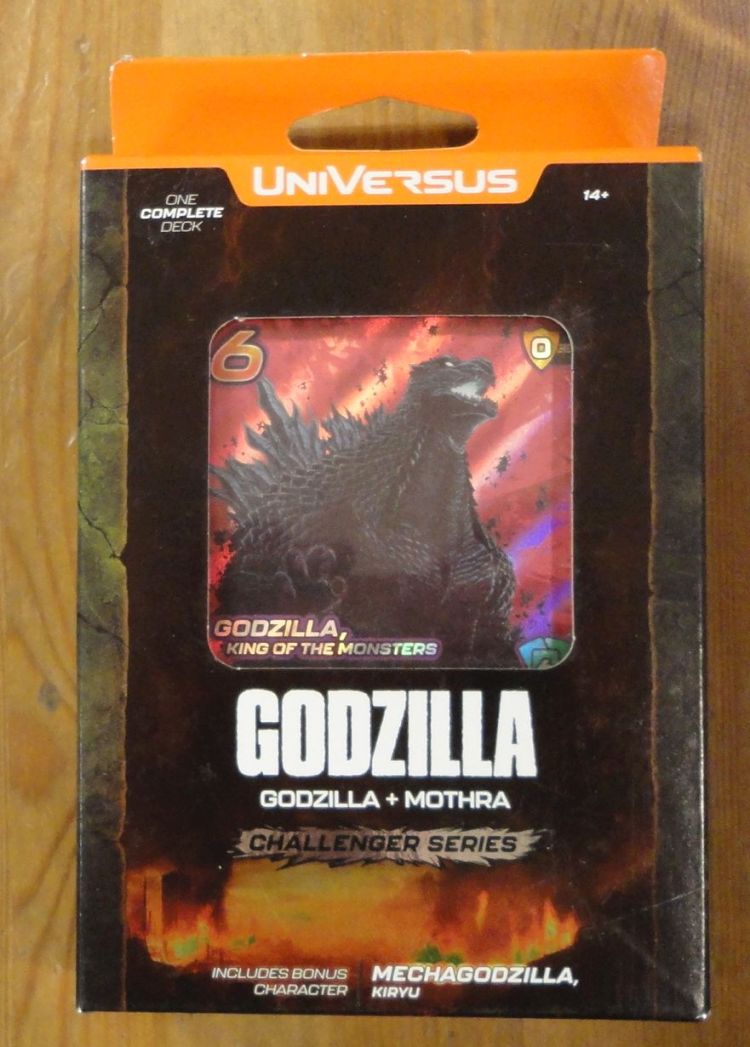 UNIVERSUS
ONE
COMPLETE
DECK
14+
6
0
GODZILLA,
KING OF THE MONSTERS
GODZILLA
GODZILLA + MOTHRA
CHALLENGER SERIES
INCLUDES BONUS
CHARACTER
MECHAGODZILLA,
KIRYU